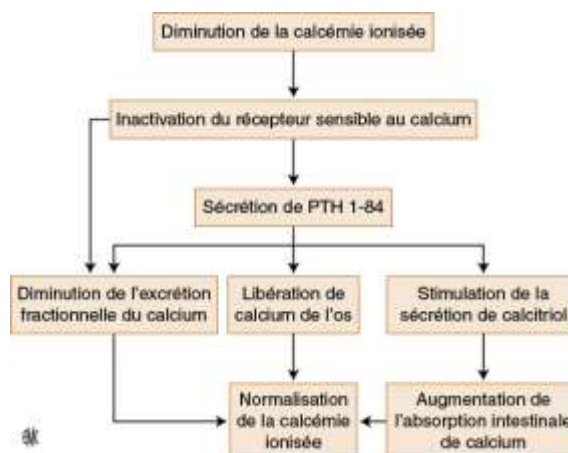 Diminution de la calcémie ionisée
Inactivation du récepteur sensible au calcium
Sécrétion de PTH 1-84
Diminution de l'excrétion
fractionnelle du calcium
Libération de
calcium de l'os
Stimulation de la
sécrétion de calcitriol
Normalisation
de la calcémie
ionisée
Augmentation de
l'absorption intestinale
de calcium